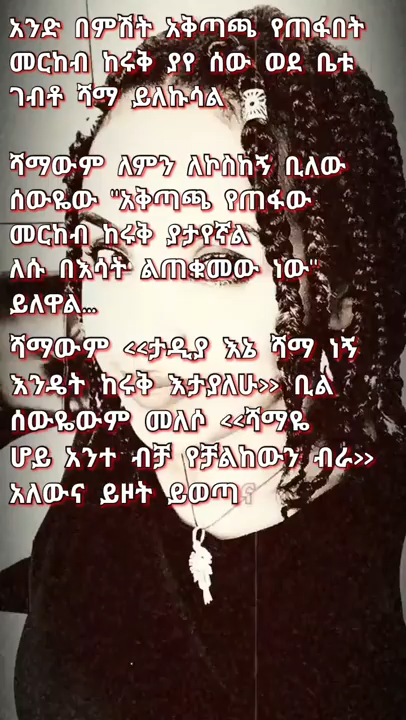 አንድ በምሽት አቅጣጫ የጠፋበት
መርከብ ከሩቅ ያየ ሰው ወደ ቤቱ
ገብቶ ሻማ ይለኩሳል
ሻማውም ለምን ለኮስከኝ ቢለው
ሰውዬው "አቅጣጫ የጠፋው
መርከብ ከሩቅ ያታየኛል
ለሱ በእሳት ልጠቁመው ነው"
ይለዋል...
ሻማውም <<ታዲያ እኔ ሻማ ነኝ
እንዴት ከሩቅ እታያለሁ>> ቢል
ሰውዬውም መለሶ <<ሻማዬ
ሆይ አንተ ብቻ የቻልከውን ብራ>>
አለውና ይዞት ይወጣና